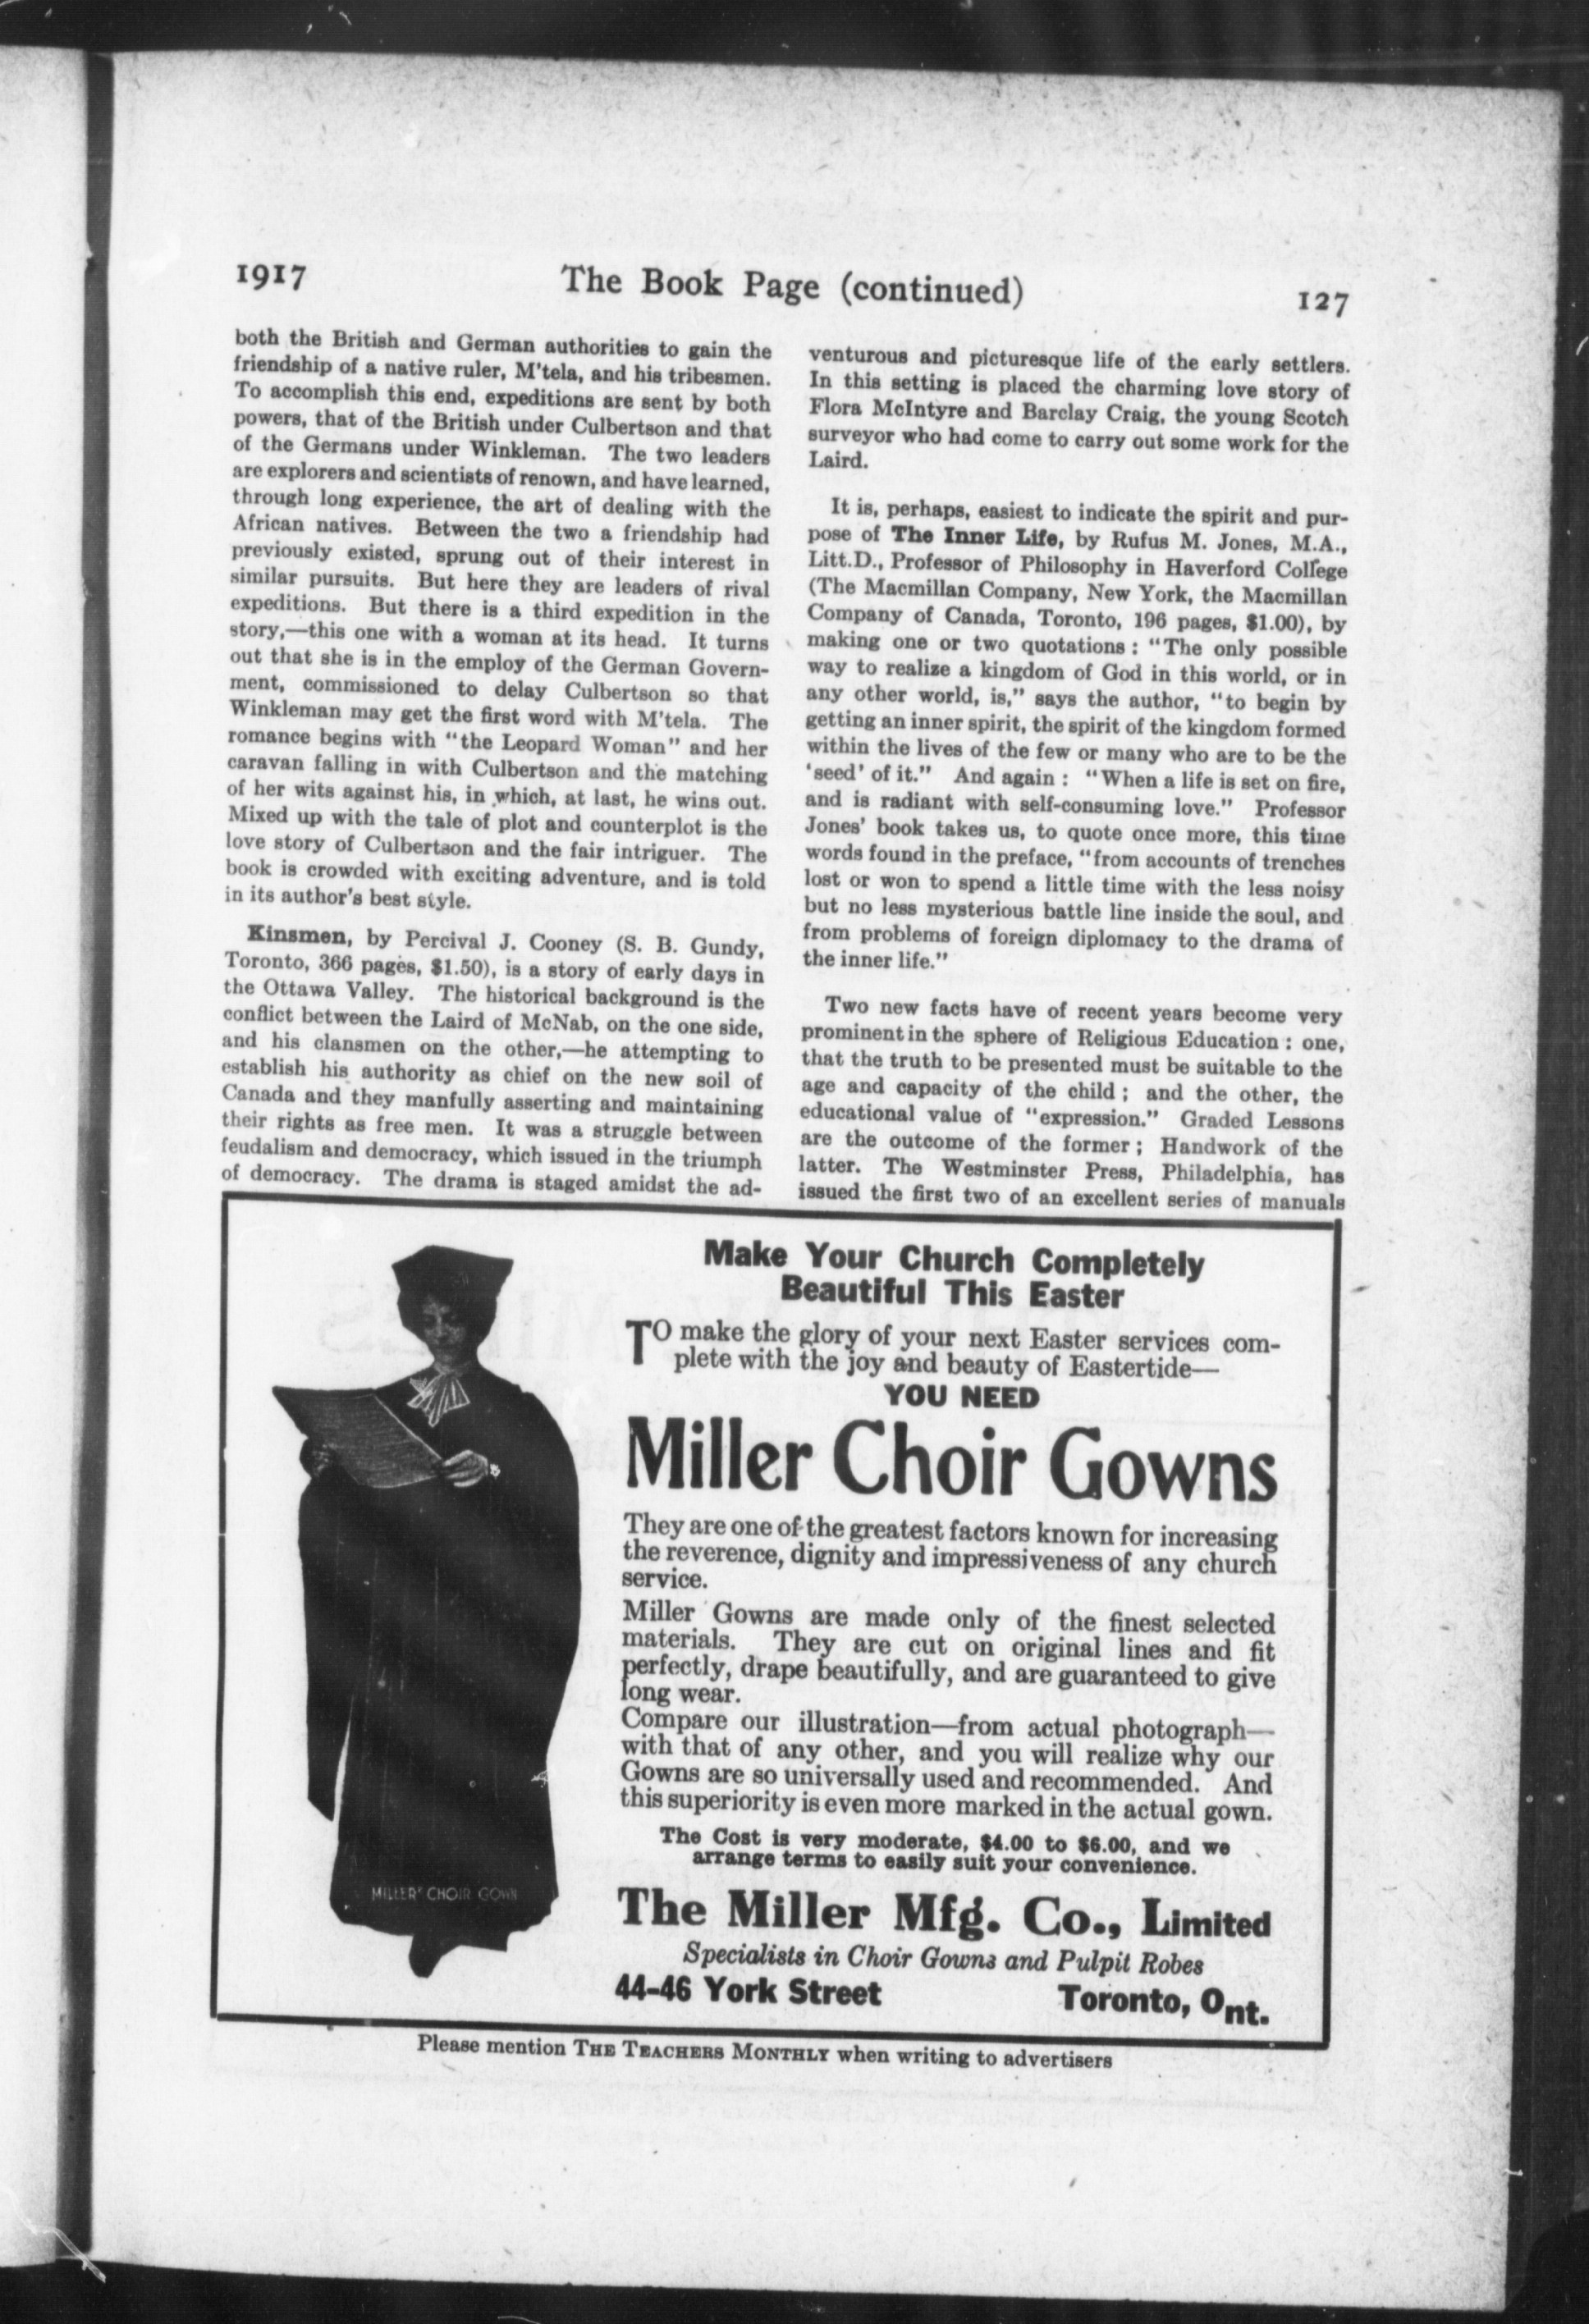 1917
The Book Page (continued)
127
both the British and German authorities to gain the
friendship of a native ruler, M'tela, and his tribesmen.
To accomplish this end, expeditions are sent by both
powers, that of the British under Culbertson and that
of the Germans under Winkleman. The two leaders
are explorers and scientists of renown, and have learned,
through long experience, the art of dealing with the
African natives. Between the two a friendship had
previously existed, sprung out of their interest in
similar pursuits. But here they are leaders of rival
expeditions. But there is a third expedition in the
story,—this one with a woman at its head. It turns
out that she is in the employ of the German Govern-
ment, commissioned to delay Culbertson so that
Winkleman may get the first word with M'tela. The
romance begins with "the Leopard Woman" and her
caravan falling in with Culbertson and the matching
of her wits against his, in which, at last, he wins out.
Mixed up with the tale of plot and counterplot is the
love story of Culbertson and the fair intriguer. The
book is crowded with exciting adventure, and is told
in its author's best style.
Kinsmen, by Percival J. Cooney (S. B. Gundy,
Toronto, 366 pages, $1.50), is a story of early days in
the Ottawa Valley. The historical background is the
conflict between the Laird of McNab, on the one side,
and his clansmen on the other,—he attempting to
establish his authority as chief on the new soil of
Canada and they manfully asserting and maintaining
their rights as free men. It was a struggle between
feudalism and democracy, which issued in the triumph
of democracy. The drama is staged amidst the ad-
venturous and picturesque life of the early settlers.
In this setting is placed the charming love story of
Flora McIntyre and Barclay Craig, the young Scotch
surveyor who had come to carry out some work for the
Laird.
It is, perhaps, easiest to indicate the spirit and pur-
pose of The Inner Life, by Rufus M. Jones, M.A.,
Litt.D., Professor of Philosophy in Haverford College
(The Macmillan Company, New York, the Macmillan
Company of Canada, Toronto, 196 pages, $1.00), by
making one or two quotations : "The only possible
way to realize a kingdom of God in this world, or in
any other world, is," says the author, "to begin by
getting an inner spirit, the spirit of the kingdom formed
within the lives of the few or many who are to be the
'seed' of it." And again : "When a life is set on fire,
and is radiant with self-consuming love." Professor
Jones' book takes us, to quote once more, this time
words found in the preface, "from accounts of trenches
lost or won to spend a little time with the less noisy
but no less mysterious battle line inside the soul, and
from problems of foreign diplomacy to the drama of
the inner life."
Two new facts have of recent years become very
prominent in the sphere of Religious Education : one,
that the truth to be presented must be suitable to the
age and capacity of the child ; and the other, the
educational value of "expression." Graded Lessons
are the outcome of the former ; Handwork of the
latter. The Westminster Press, Philadelphia, has
issued the first two of an excellent series of manuals
Make Your Church Completely
Beautiful This Easter
TO make the glory of your next Easter services com-
plete with the joy and beauty of Eastertide—
YOU NEED
Miller Choir Gowns
They are one of the greatest factors known for increasing
the reverence, dignity and impressiveness of any church
service.
Miller Gowns are made only of the finest selected
materials. They are cut on original lines and fit
perfectly, drape beautifully, and are guaranteed to give
long wear.
Compare our illustration—from actual photograph—
with that of any other, and you will realize why our
Gowns are so universally used and recommended. And
this superiority is even more marked in the actual gown.
The Cost is very moderate, $4.00 to $6.00, and we
arrange terms to easily suit your convenience.
MILLER' CHOIR GOWN
The Miller Mfg. Co., Limited
Specialists in Choir Gowns and Pulpit Robes
44-46 York Street Toronto, Ont.
Please mention THE TEACHERS MONTHLY when writing to advertisers